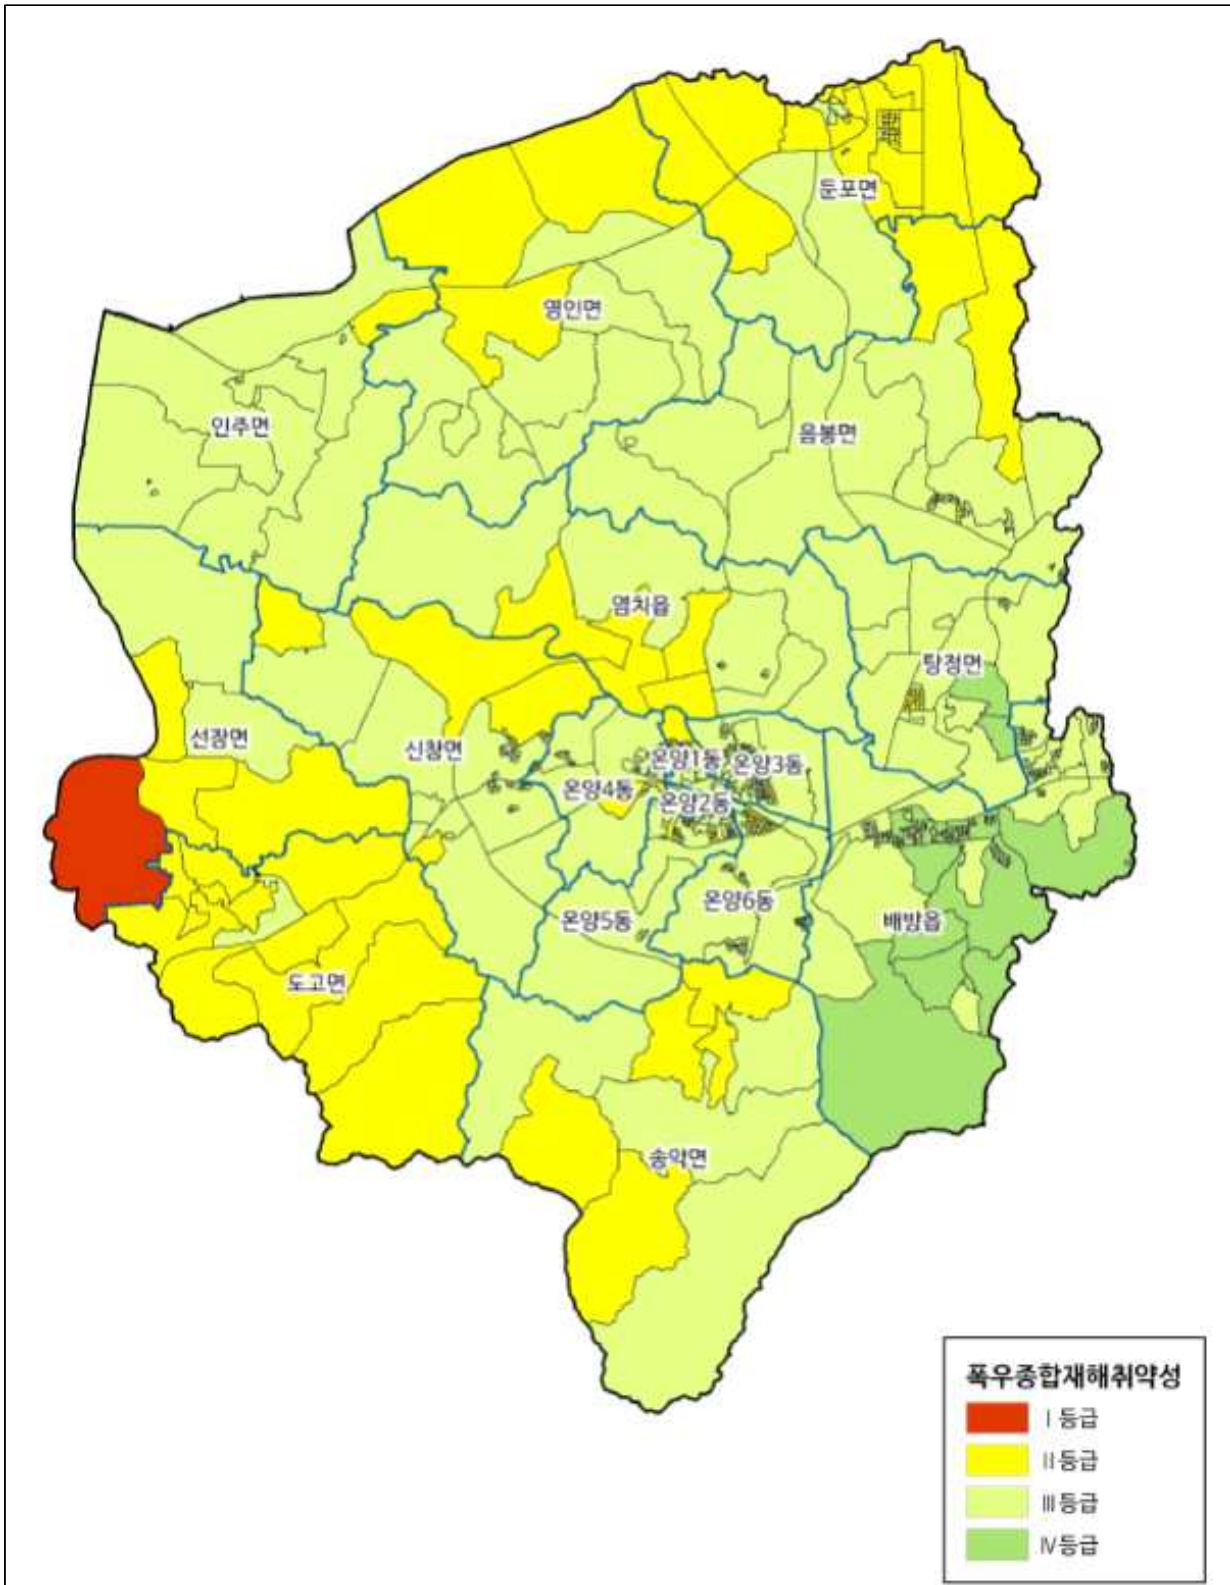 둔포면
영인면
인주면
음봉면
염치읍
탕정면
선장면
신창면
온양1동
온양3동
온양4동
온양2동
온양6동
온양5동
배방읍
도고면
송악면
폭우종합재해취약성
Ⅰ등급
Ⅱ등급
Ⅲ등급
Ⅳ등급